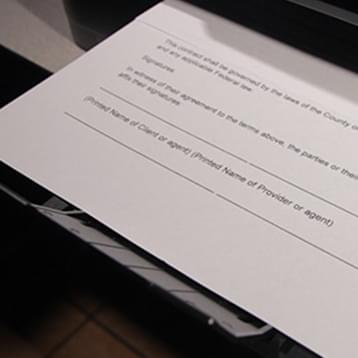 This contract shall be governed by the laws of the County of
and any applicable Federal law.
Signatures
In witness of their agreement to the terms above, the parties or their
affix their signatures.
(Printed Name of Client or agent) (Printed Name of Provider or agent)